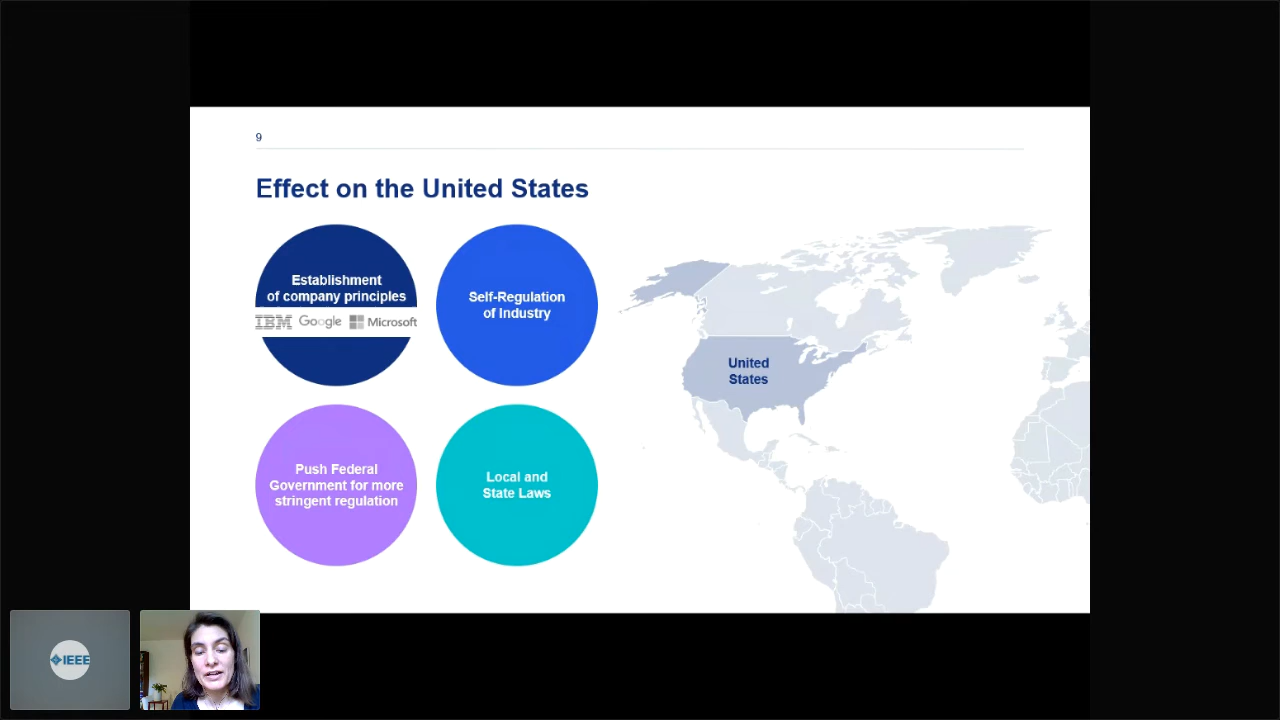 9
Effect on the United States
Establishment
of company principles
IBM Google Microsoft
Self-Regulation
of Industry
Push Federal
Government for more
stringent regulation
Local and
State Laws
United
States
IEEE